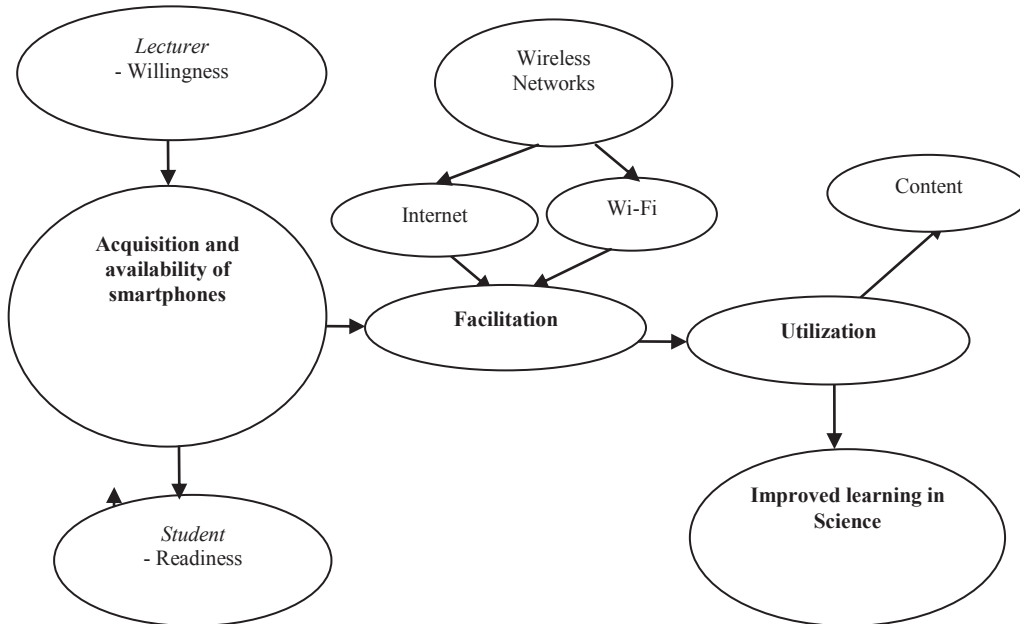 Lecturer
- Willingness
Wireless
Networks
Content
Internet
Wi-Fi
Acquisition and
availability of
smartphones
Facilitation
Utilization
Improved learning in
Science
Student
- Readiness